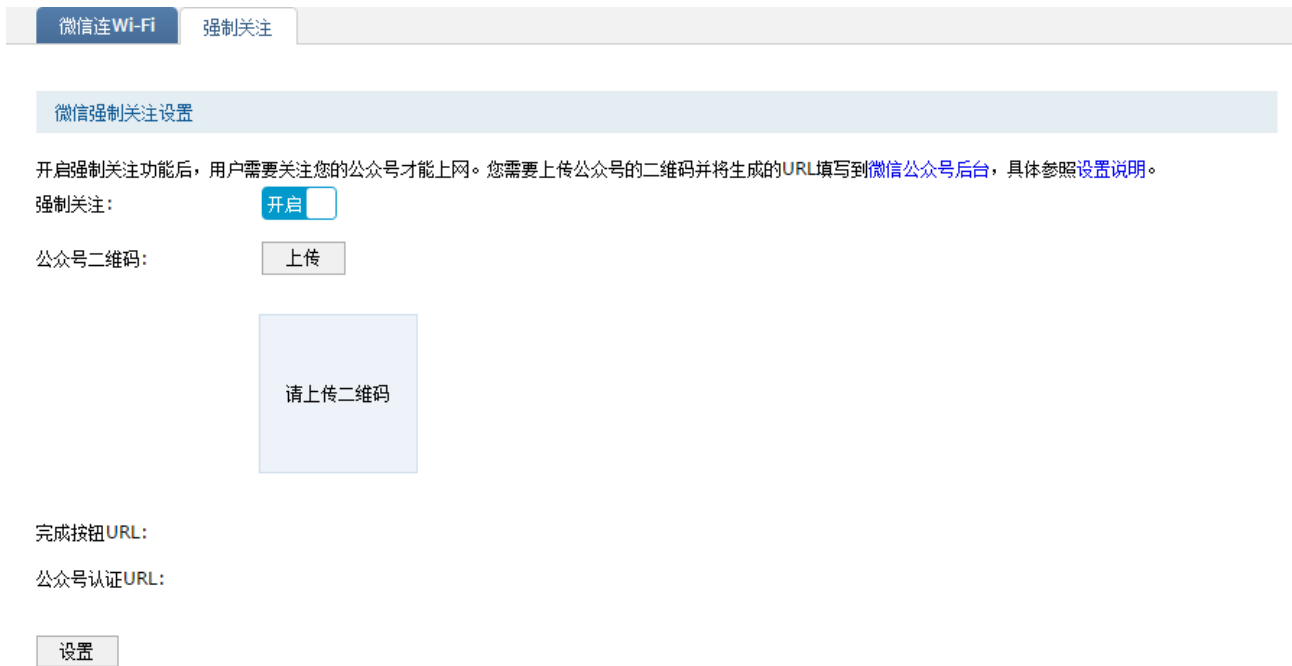 微信连Wi-Fi 强制关注
微信强制关注设置
开启强制关注功能后，用户需要关注您的公众号才能上网。您需要上传公众号的二维码并将生成的URL填写到微信公众号后台，具体参照设置说明。
强制关注： 开启
公众号二维码： 上传
请上传二维码
完成按钮URL：
公众号认证URL：
设置